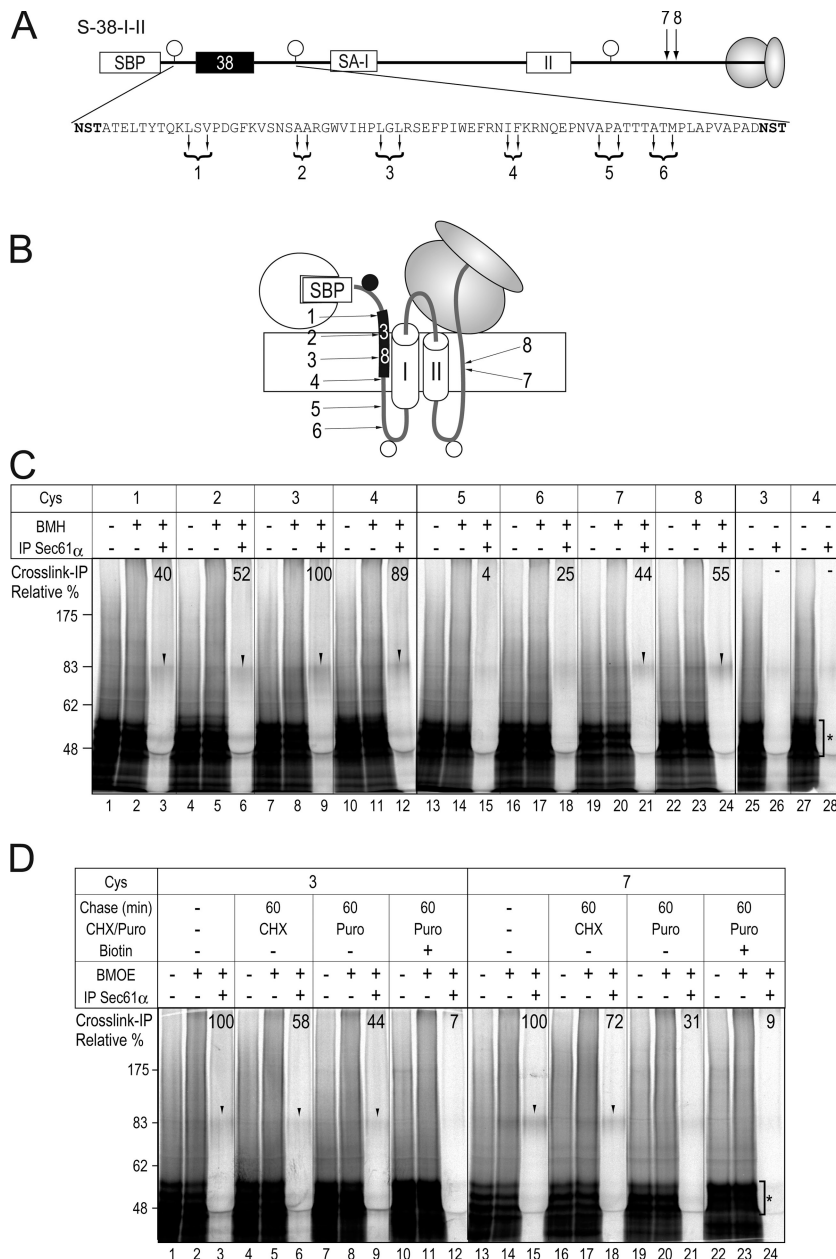 A
S-38-I-II
7 8
SBP 38 SA-I II
NSTATELTYTQKLSVPDGFKVSNSAARGWVIHPLGLRSEFPIWEFRNIFKRNQEPNVAPATTTATMPLAPVAPADNST
1 2 3 4 5 6
B
SBP
1
2
3
4
5
6
3
8
I II
8
7
C
Cys 1 2 3 4 5 6 7 8 3 4
BMH - + + - + + - + + - + + - + + - + + - + + - + +
IP Sec61α - - + - - + - - + - - + - - + - - + - - + - - + - + - +
Crosslink-IP
Relative % 40 52 100 89 4 25 44 55 - -
175
83
62
48
*
1 2 3 4 5 6 7 8 9 10 11 12 13 14 15 16 17 18 19 20 21 22 23 24 25 26 27 28
D
Cys 3 7
Chase (min) - 60 60 60 - 60 60 60
CHX/Puro - CHX Puro Puro - CHX Puro Puro
Biotin - - - + - - - +
BMOE - + + - + + - + + - + + - + + - + + - + + - + +
IP Sec61α - - + - - + - - + - - + - - + - - + - - + - - +
Crosslink-IP
Relative % 100 58 44 7 100 72 31 9
175
83
62
48
*
1 2 3 4 5 6 7 8 9 10 11 12 13 14 15 16 17 18 19 20 21 22 23 24